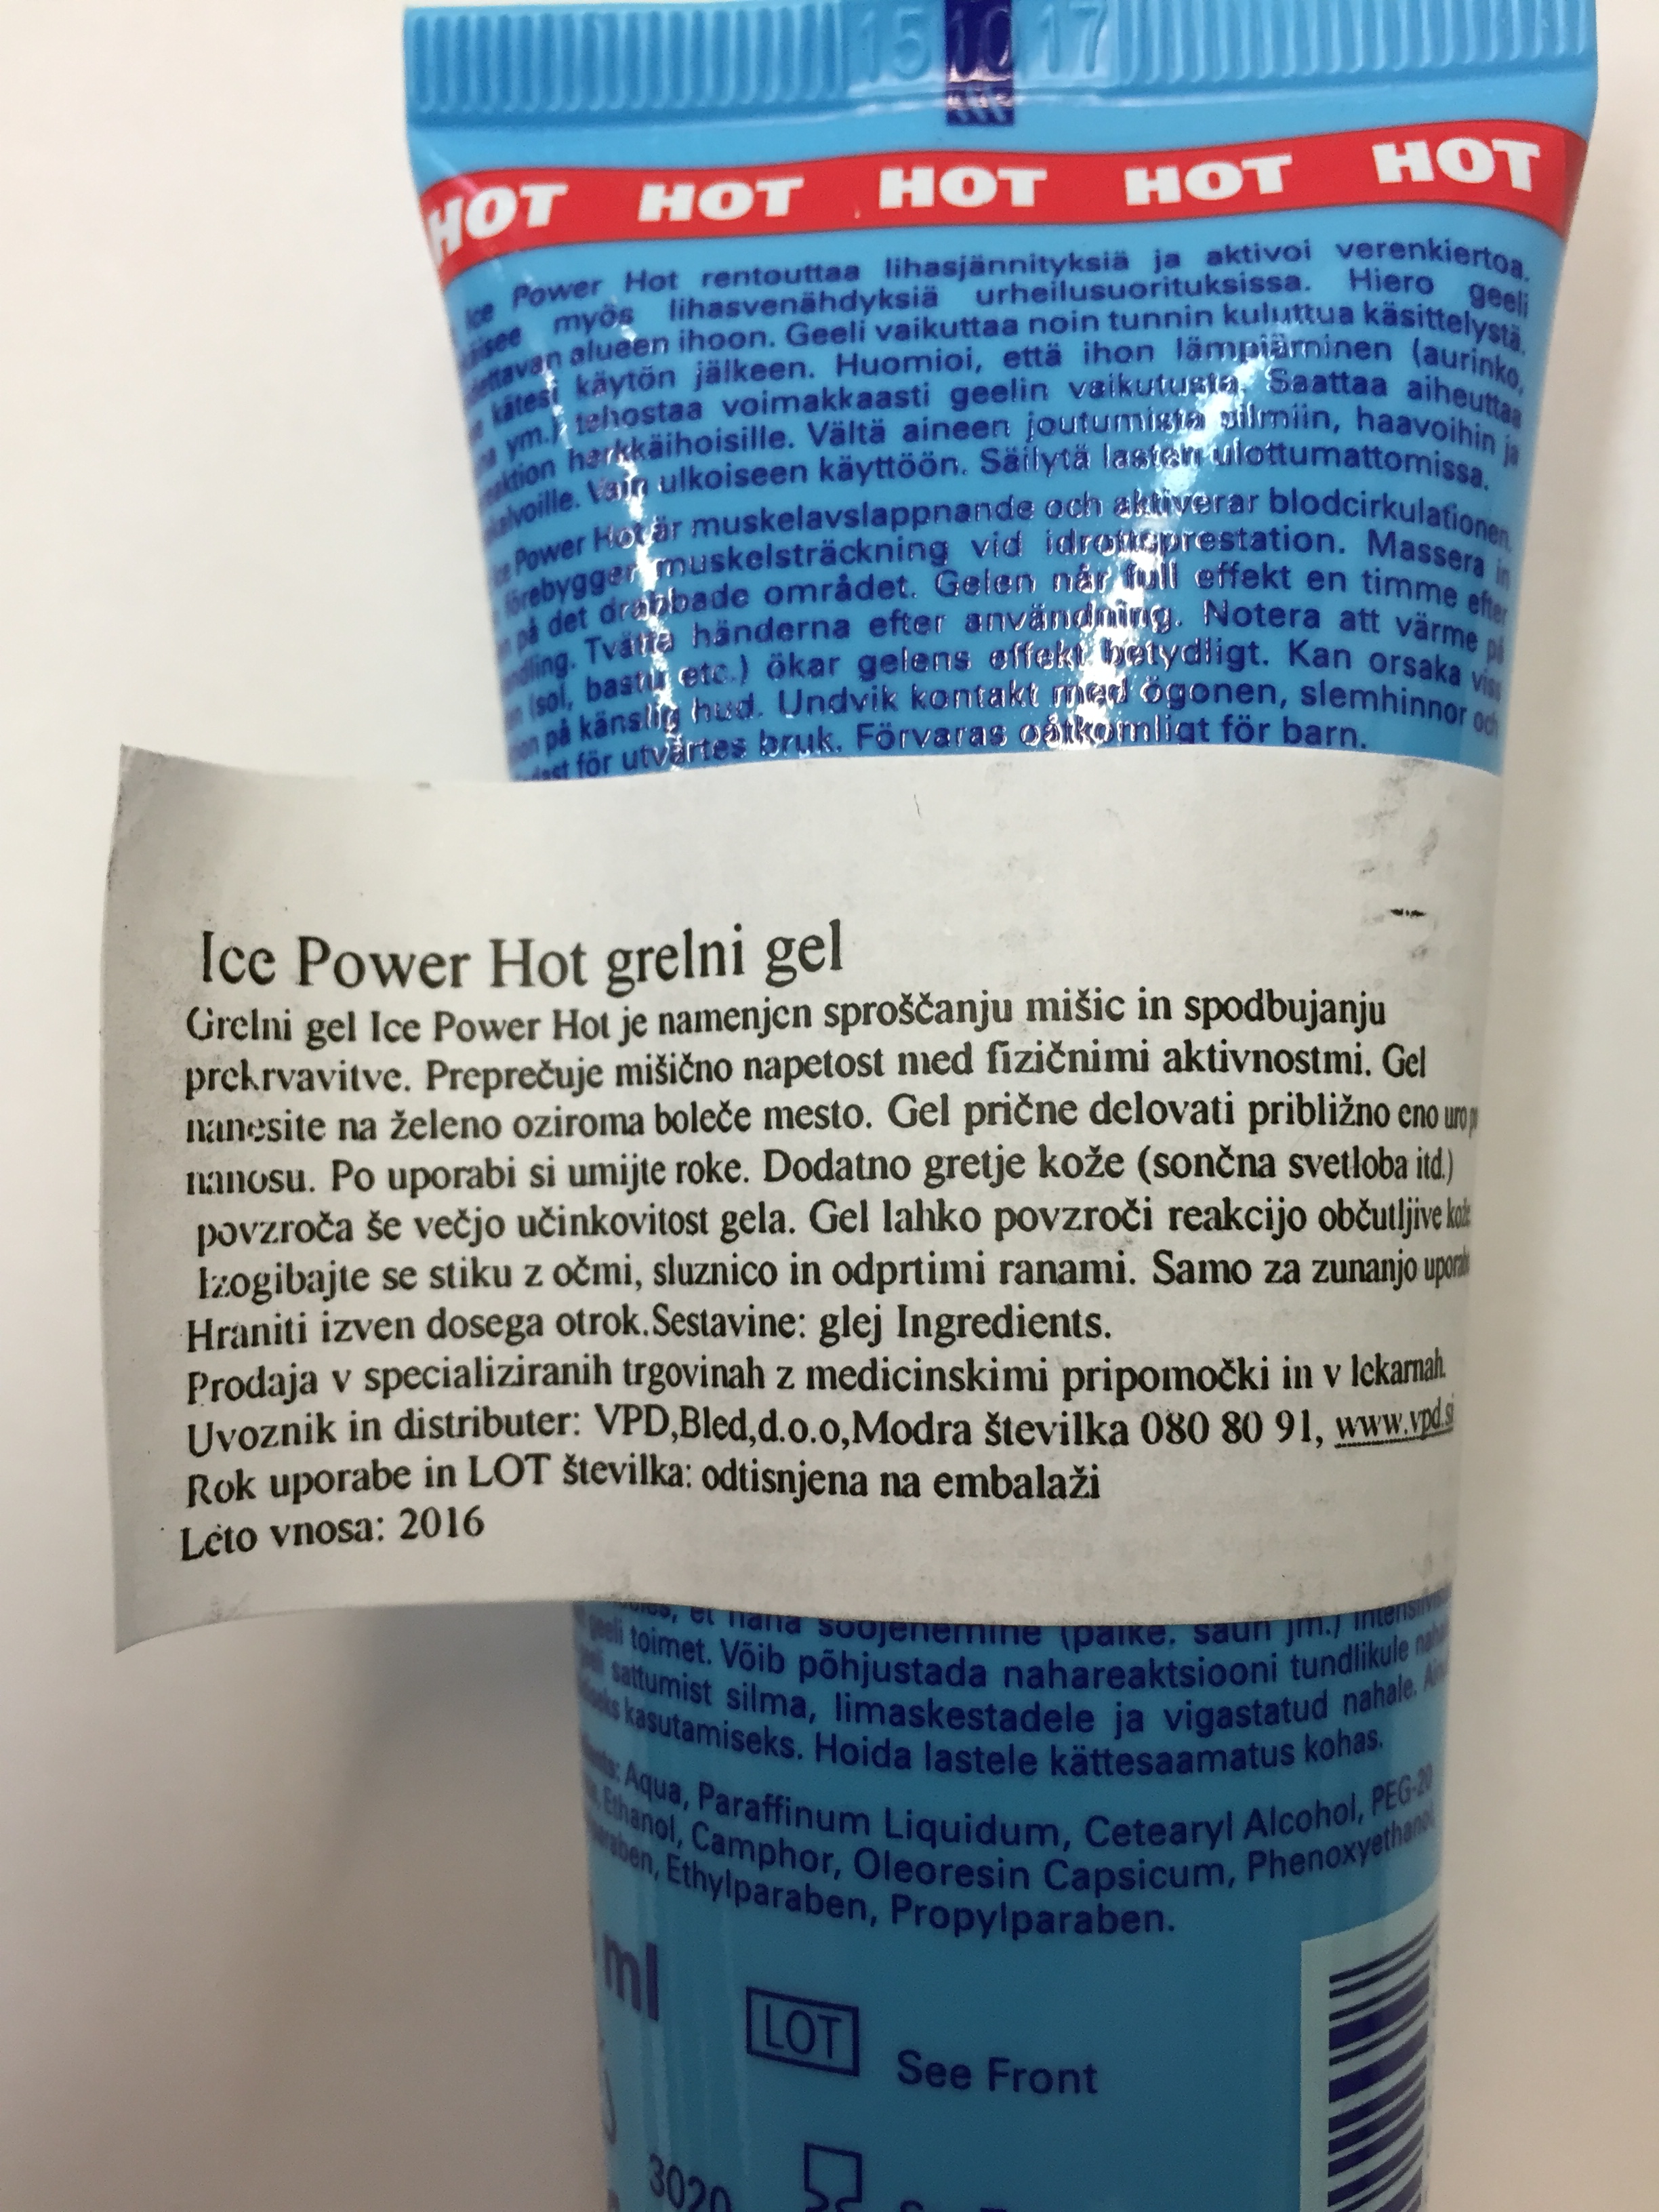 15 10 17
HOT HOT HOT HOT HOT
Ice Power Hot rentouttaa lihasjännityksiä ja aktivoi verenkiertoa.
myös lihasvenähdyksiä urheilusuorituksissa. Hiero geeli
alueen ihoon. Geeli vaikuttaa noin tunnin kuluttua käsittelystä.
kätesi käytön jälkeen. Huomioi, että ihon lämpiäminen (aurinko,
ym.) tehostaa voimakkaasti geelin vaikutusta. Saattaa aiheuttaa
herkkäihoisille. Vältä aineen joutumista silmiin, haavoihin ja
Vain ulkoiseen käyttöön. Säilytä lasten ulottumattomissa.
Power Hot är muskelavslappnande och aktiverar blodcirkulationen.
förebygger muskelsträckning vid idrottsprestation. Massera in
på det drabbade området. Gelen når full effekt en timme efter
Tvätta händerna efter användning. Notera att värme på
(sol, bastu etc.) ökar gelens effekt betydligt. Kan orsaka viss
på känslig hud. Undvik kontakt med ögonen, slemhinnor och
för utvärtes bruk. Förvaras oåtkomligt för barn.
Ice Power Hot grelni gel
Grelni gel Ice Power Hot je namenjen sproščanju mišic in spodbujanju
prekrvavitve. Preprečuje mišično napetost med fizičnimi aktivnostmi. Gel
nanesite na želeno oziroma boleče mesto. Gel prične delovati približno eno uro
nanosu. Po uporabi si umijte roke. Dodatno gretje kože (sončna svetloba itd.)
povzroča še večjo učinkovitost gela. Gel lahko povzroči reakcijo občutljive
Izogibajte se stiku z očmi, sluznico in odprtimi ranami. Samo za zunanjo
Hraniti izven dosega otrok.Sestavine: glej Ingredients.
Prodaja v specializiranih trgovinah z medicinskimi pripomočki in v lekarnah.
Uvoznik in distributer: VPD,Bled,d.o.o,Modra številka 080 80 91, www.vpd.si
Rok uporabe in LOT številka: odtisnjena na embalaži
Leto vnosa: 2016
et naha soojenemine (päike, saun jm.)
geeli toimet. Võib põhjustada nahareaktsiooni tundlikule
sattumist silma, limaskestadele ja vigastatud nahale.
kasutamiseks. Hoida lastele kättesaamatus kohas.
Aqua, Paraffinum Liquidum, Cetearyl Alcohol, PEG-20
Ethanol, Camphor, Oleoresin Capsicum, Phenoxyethanol,
Ethylparaben, Propylparaben.
ml
LOT See Front
3020